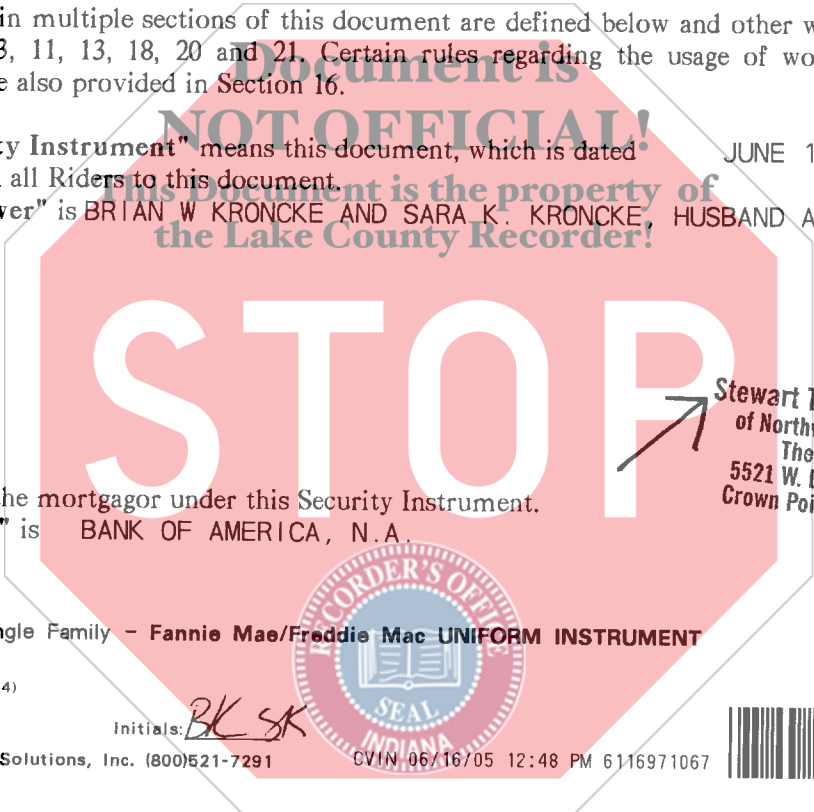 in multiple sections of this document are defined below and other w
3, 11, 13, 18, 20 and 21. Certain rules regarding the usage of wo
e also provided in Section 16.
Document is
NOT OFFICIAL!
This Document is the property of
the Lake County Recorder!
ty Instrument" means this document, which is dated JUNE 1
all Riders to this document.
ver" is BRIAN W KRONCKE AND SARA K. KRONCKE, HUSBAND A
STOP
Stewart T
of North
The
5521 W.
Crown Poi
he mortgagor under this Security Instrument.
" is BANK OF AMERICA, N.A.
RECORDER'S OFFICE
SEAL
INDIANA
ngle Family - Fannie Mae/Freddie Mac UNIFORM INSTRUMENT
4)
Initials: BK SK
Solutions, Inc. (800)521-7291 CVIN 06/16/05 12:48 PM 6116971067